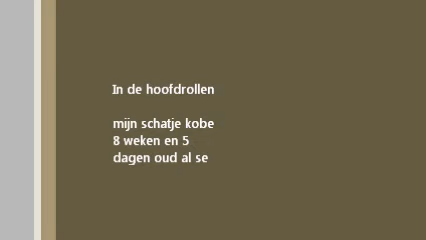 In de hoofdrollen
mijn schatje kobe
8 weken en 5
dagen oud al se